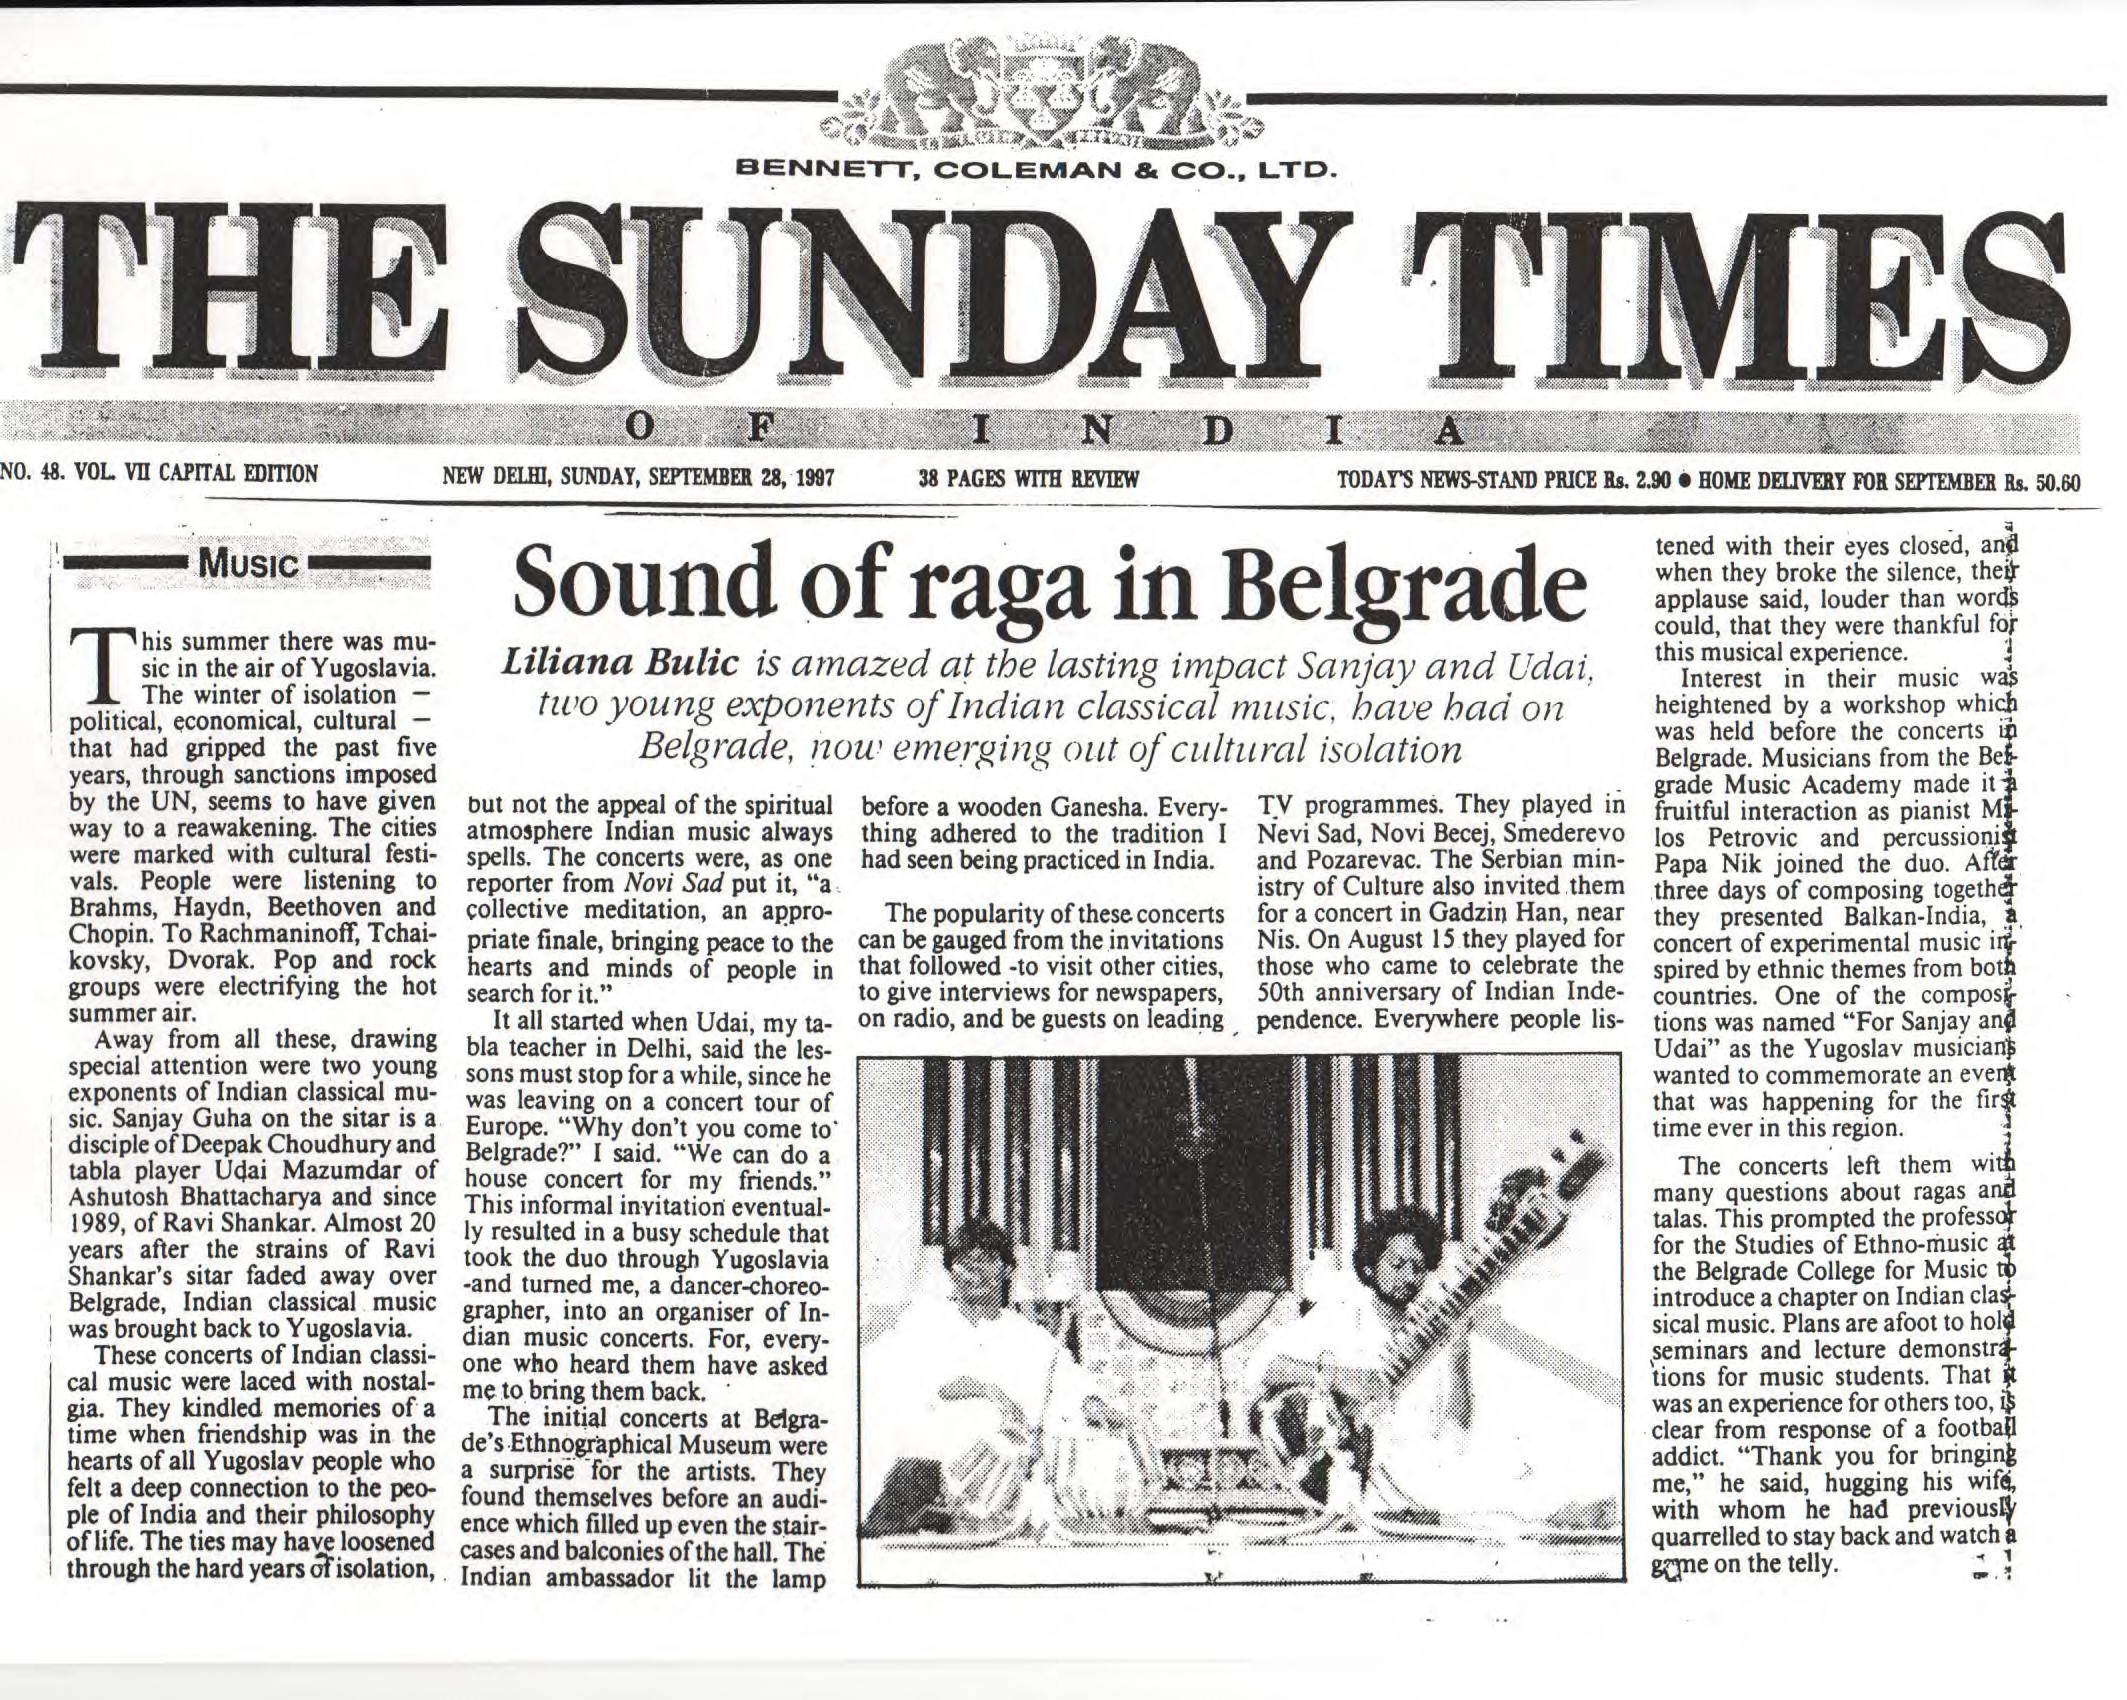 BENNETT, COLEMAN & CO., LTD.
THE SUNDAY TIMES
OF INDIA
NO. 48. VOL. VII CAPITAL EDITION
NEW DELHI, SUNDAY, SEPTEMBER 28, 1997
38 PAGES WITH REVIEW
TODAY'S NEWS-STAND PRICE Rs. 2.90 ● HOME DELIVERY FOR SEPTEMBER Rs. 50.60
MUSIC
Sound of raga in Belgrade
Liliana Bulic is amazed at the lasting impact Sanjay and Udai,
two young exponents of Indian classical music, have had on
Belgrade, now emerging out of cultural isolation
This summer there was mu-
sic in the air of Yugoslavia.
The winter of isolation —
political, economical, cultural —
that had gripped the past five
years, through sanctions imposed
by the UN, seems to have given
way to a reawakening. The cities
were marked with cultural festi-
vals. People were listening to
Brahms, Haydn, Beethoven and
Chopin. To Rachmaninoff, Tchai-
kovsky, Dvorak. Pop and rock
groups were electrifying the hot
summer air.
Away from all these, drawing
special attention were two young
exponents of Indian classical mu-
sic. Sanjay Guha on the sitar is a
disciple of Deepak Choudhury and
tabla player Udai Mazumdar of
Ashutosh Bhattacharya and since
1989, of Ravi Shankar. Almost 20
years after the strains of Ravi
Shankar's sitar faded away over
Belgrade, Indian classical music
was brought back to Yugoslavia.
These concerts of Indian classi-
cal music were laced with nostal-
gia. They kindled memories of a
time when friendship was in the
hearts of all Yugoslav people who
felt a deep connection to the peo-
ple of India and their philosophy
of life. The ties may have loosened
through the hard years of isolation,
but not the appeal of the spiritual
atmosphere Indian music always
spells. The concerts were, as one
reporter from Novi Sad put it, "a
collective meditation, an appro-
priate finale, bringing peace to the
hearts and minds of people in
search for it."
It all started when Udai, my ta-
bla teacher in Delhi, said the les-
sons must stop for a while, since he
was leaving on a concert tour of
Europe. "Why don't you come to
Belgrade?" I said. "We can do a
house concert for my friends."
This informal invitation eventual-
ly resulted in a busy schedule that
took the duo through Yugoslavia
-and turned me, a dancer-choreo-
grapher, into an organiser of In-
dian music concerts. For, every-
one who heard them have asked
me to bring them back.
The initial concerts at Belgra-
de's Ethnographical Museum were
a surprise for the artists. They
found themselves before an audi-
ence which filled up even the stair-
cases and balconies of the hall. The
Indian ambassador lit the lamp
before a wooden Ganesha. Every-
thing adhered to the tradition I
had seen being practiced in India.
The popularity of these concerts
can be gauged from the invitations
that followed -to visit other cities,
to give interviews for newspapers,
on radio, and be guests on leading
TV programmes. They played in
Nevi Sad, Novi Becej, Smederevo
and Pozarevac. The Serbian min-
istry of Culture also invited them
for a concert in Gadzin Han, near
Nis. On August 15 they played for
those who came to celebrate the
50th anniversary of Indian Inde-
pendence. Everywhere people lis-
tened with their eyes closed, and
when they broke the silence, their
applause said, louder than words
could, that they were thankful for
this musical experience.
Interest in their music was
heightened by a workshop which
was held before the concerts in
Belgrade. Musicians from the Bel-
grade Music Academy made it a
fruitful interaction as pianist Mi-
los Petrovic and percussionist
Papa Nik joined the duo. After
three days of composing together
they presented Balkan-India, a
concert of experimental music in-
spired by ethnic themes from both
countries. One of the composi-
tions was named "For Sanjay and
Udai" as the Yugoslav musicians
wanted to commemorate an event
that was happening for the first
time ever in this region.
The concerts left them with
many questions about ragas and
talas. This prompted the professor
for the Studies of Ethno-music at
the Belgrade College for Music to
introduce a chapter on Indian clas-
sical music. Plans are afoot to hold
seminars and lecture demonstra-
tions for music students. That it
was an experience for others too, is
clear from response of a football
addict. "Thank you for bringing
me," he said, hugging his wife,
with whom he had previously
quarrelled to stay back and watch a
game on the telly.